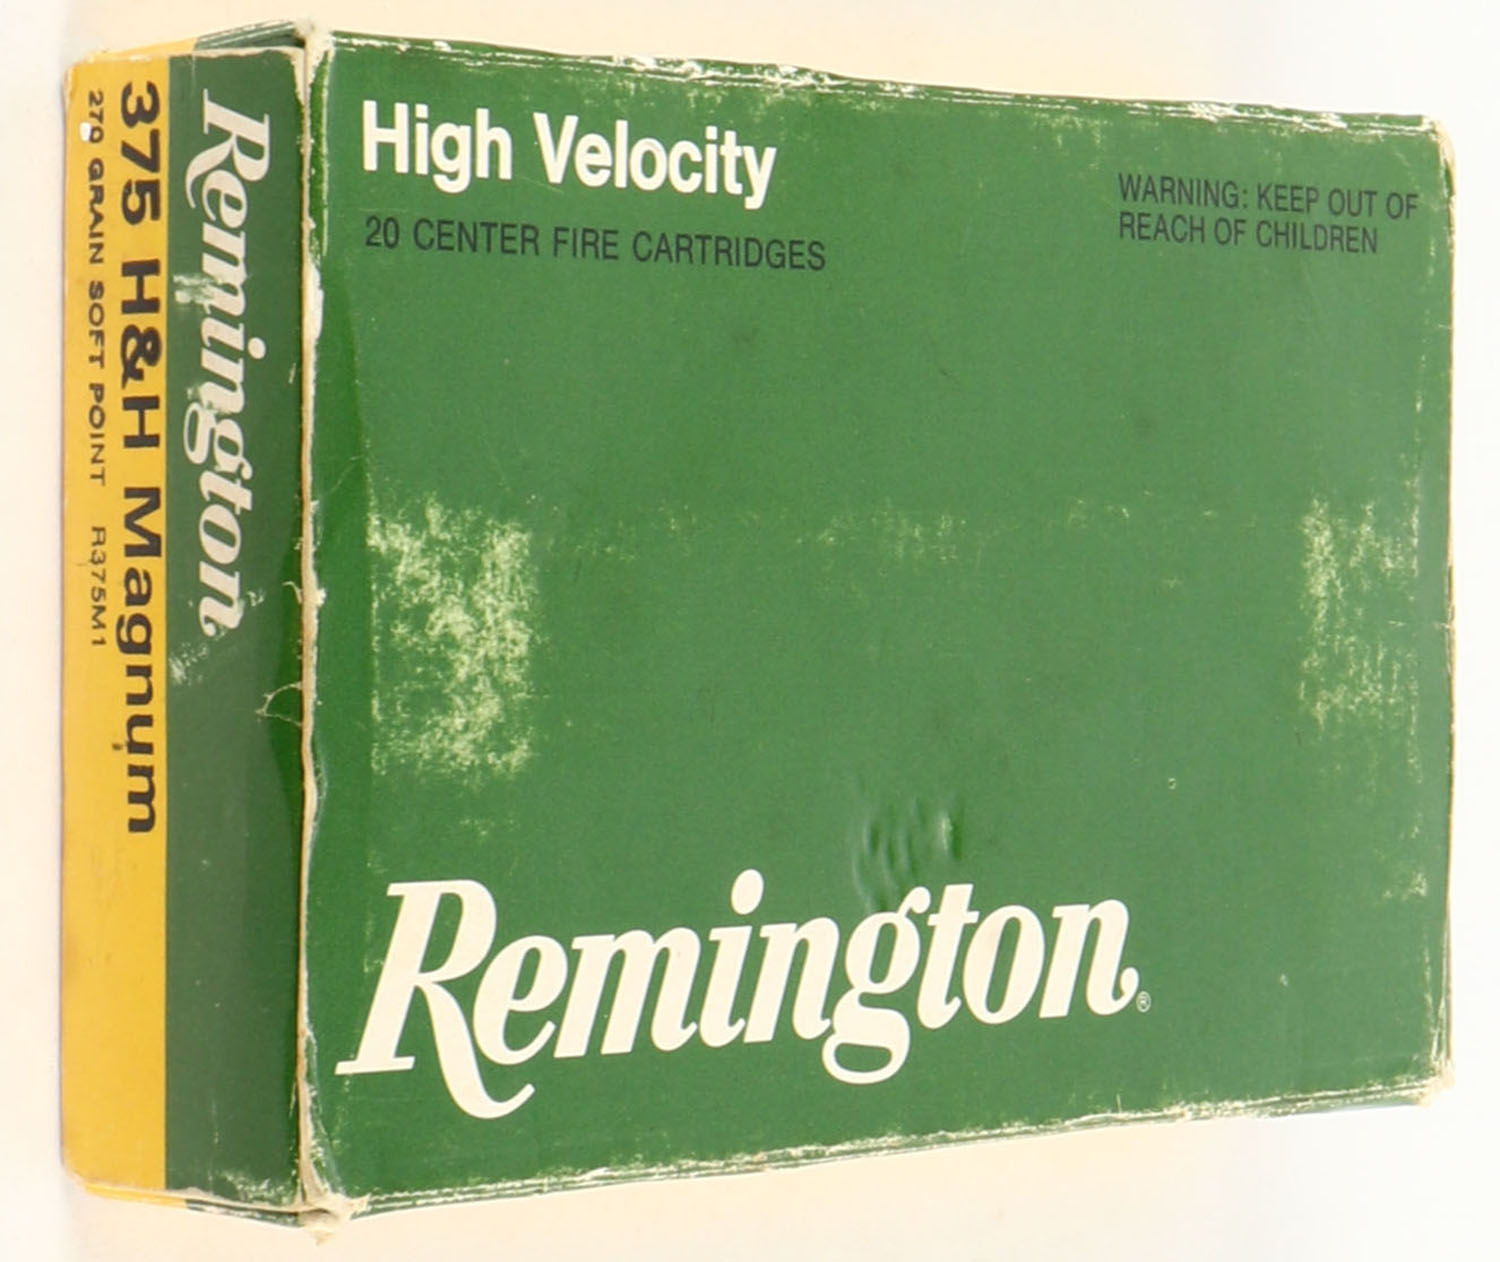 High Velocity
20 CENTER FIRE CARTRIDGES
WARNING: KEEP OUT OF
REACH OF CHILDREN
Remington®
Remington
375 H&H Magnum
270 GRAIN SOFT POINT R375M1